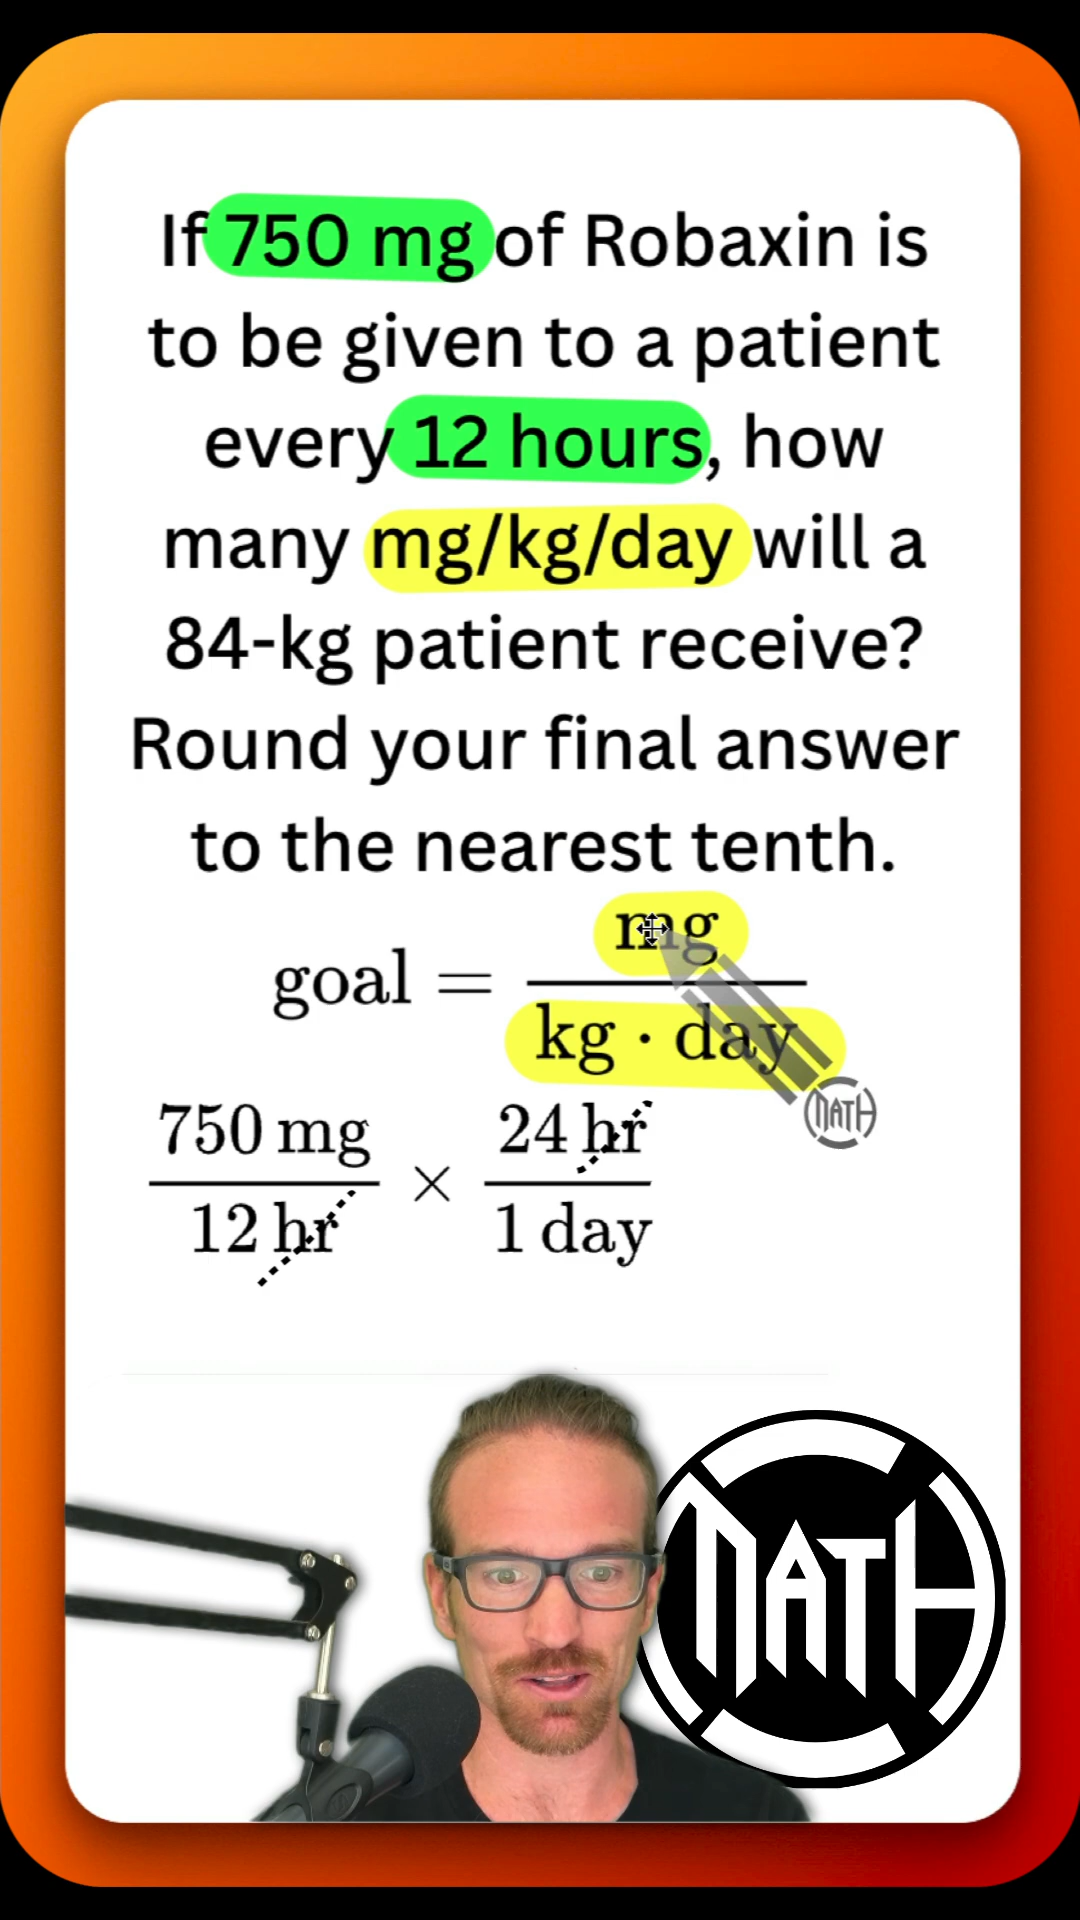 If 750 mg of Robaxin is
to be given to a patient
every 12 hours, how
many mg/kg/day will a
84-kg patient receive?
Round your final answer
to the nearest tenth.
goal = mg / kg · day
750 mg / 12 hr × 24 hr / 1 day
MATH
MATH